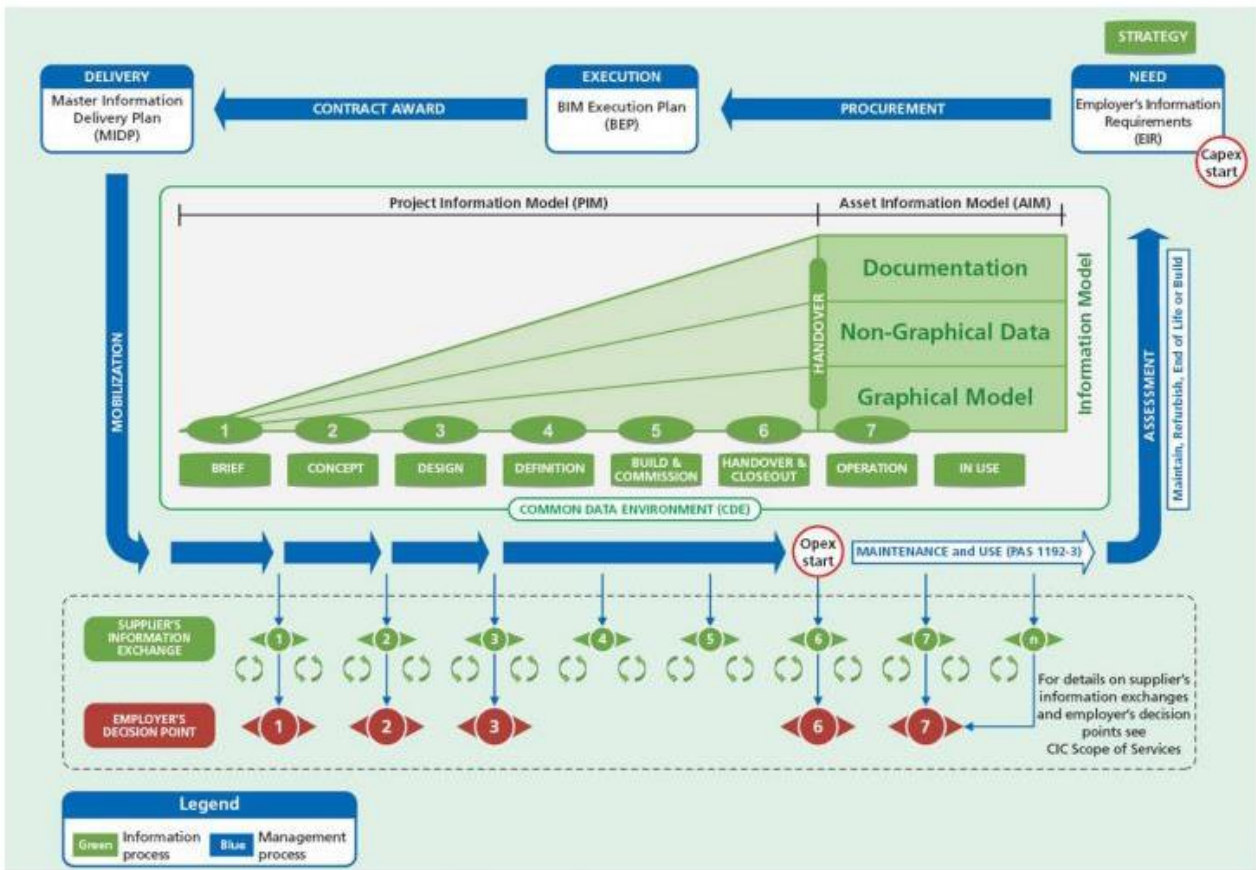 STRATEGY
DELIVERY
Master Information
Delivery Plan
(MIDP)
CONTRACT AWARD
EXECUTION
BIM Execution Plan
(BEP)
PROCUREMENT
NEED
Employer's Information
Requirements
(EIR)
Capex
start
Project Information Model (PIM)
Asset Information Model (AIM)
Documentation
Non-Graphical Data
Graphical Model
HANDOVER
Information Model
MOBILIZATION
ASSESSMENT
Maintain, Refurbish, End of Life or Build
1 2 3 4 5 6 7
BRIEF
CONCEPT
DESIGN
DEFINITION
BUILD &
COMMISSION
HANDOVER &
CLOSEOUT
OPERATION
IN USE
COMMON DATA ENVIRONMENT (CDE)
Opex
start
MAINTENANCE and USE (PAS 1192-3)
SUPPLIER'S
INFORMATION
EXCHANGE
1 2 3 4 5 6 7 n
EMPLOYER'S
DECISION POINT
1 2 3 6 7
For details on supplier's
information exchanges
and employer's decision
points see
CIC Scope of Services
Legend
Green Information
process
Blue Management
process